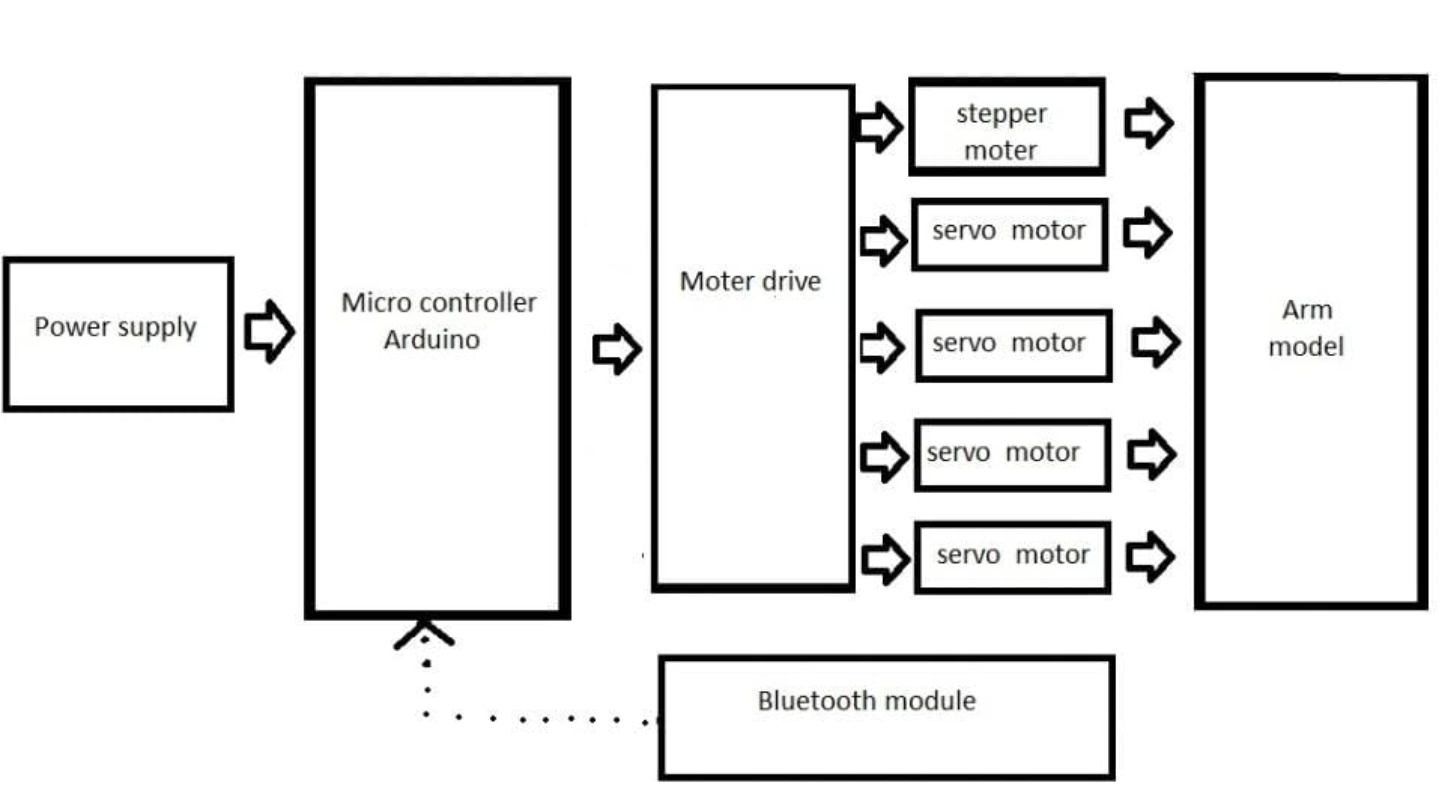 Power supply
Micro controller
Arduino
Moter drive
stepper
moter
servo motor
servo motor
servo motor
servo motor
Arm
model
Bluetooth module